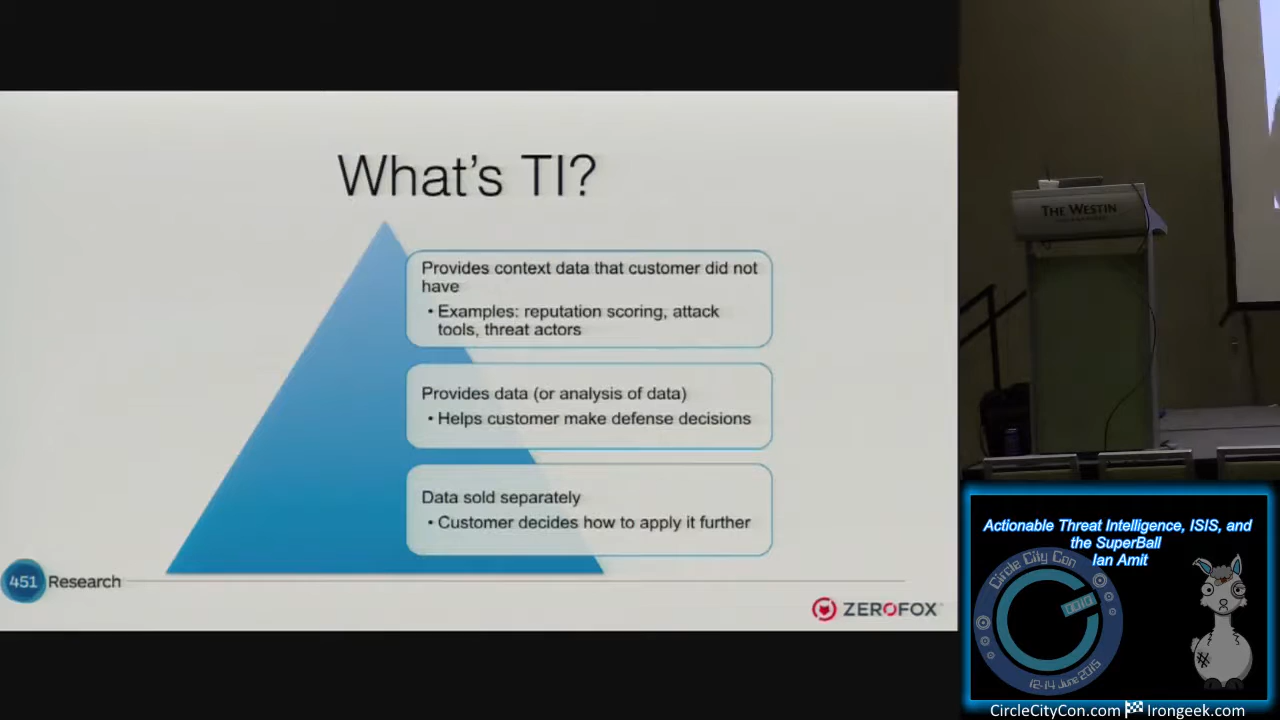 What's TI?
Provides context data that customer did not
have
• Examples: reputation scoring, attack
tools, threat actors
Provides data (or analysis of data)
• Helps customer make defense decisions
Data sold separately
• Customer decides how to apply it further
451 Research
ZEROFOX
THE WESTIN
Actionable Threat Intelligence, ISIS, and
the SuperBall
Ian Amit
Circle City Con
12-14 June 2015
CircleCityCon.com Irongeek.com